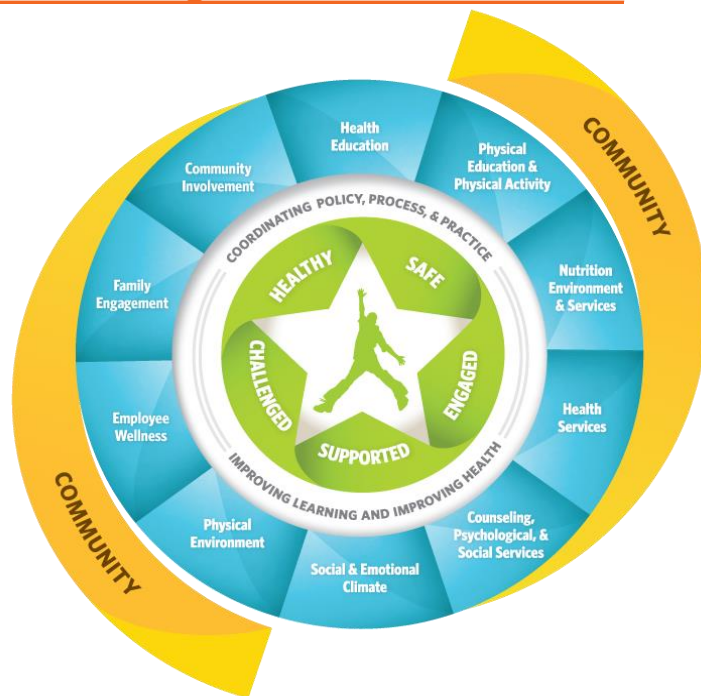 COMMUNITY
Health
Education
Physical
Education &
Physical Activity
Nutrition
Environment
& Services
Health
Services
Counseling,
Psychological, &
Social Services
Social & Emotional
Climate
Physical
Environment
Employee
Wellness
Family
Engagement
Community
Involvement
COORDINATING POLICY, PROCESS, & PRACTICE
HEALTHY
SAFE
ENGAGED
SUPPORTED
CHALLENGED
IMPROVING LEARNING AND IMPROVING HEALTH
COMMUNITY